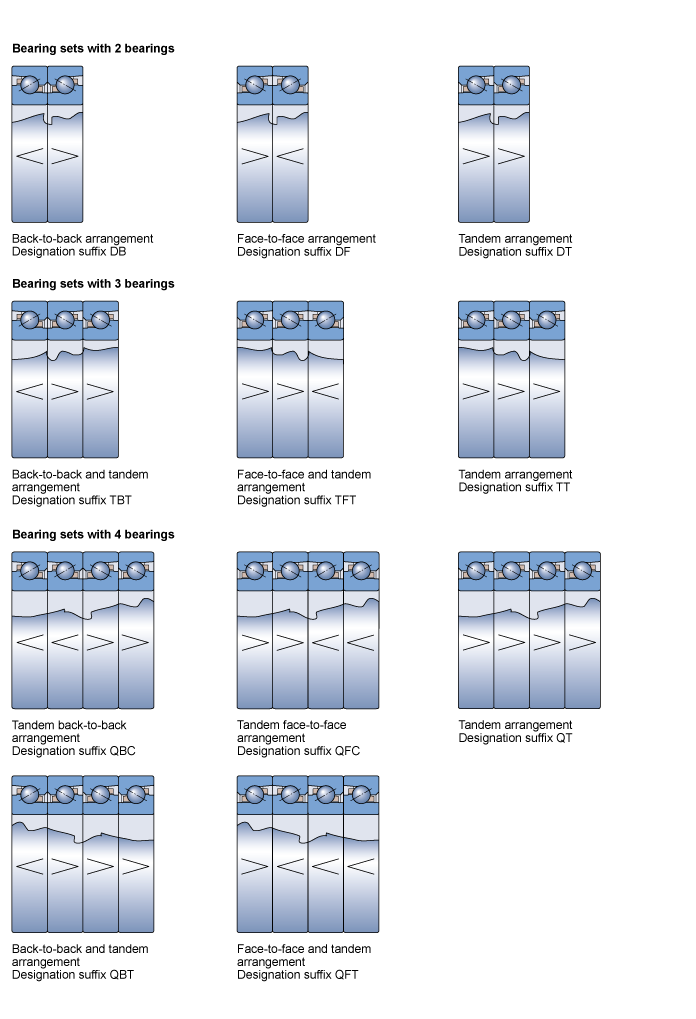 Bearing sets with 2 bearings
Back-to-back arrangement
Designation suffix DB
Face-to-face arrangement
Designation suffix DF
Tandem arrangement
Designation suffix DT
Bearing sets with 3 bearings
Back-to-back and tandem
arrangement
Designation suffix TBT
Face-to-face and tandem
arrangement
Designation suffix TFT
Tandem arrangement
Designation suffix TT
Bearing sets with 4 bearings
Tandem back-to-back
arrangement
Designation suffix QBC
Tandem face-to-face
arrangement
Designation suffix QFC
Tandem arrangement
Designation suffix QT
Back-to-back and tandem
arrangement
Designation suffix QBT
Face-to-face and tandem
arrangement
Designation suffix QFT